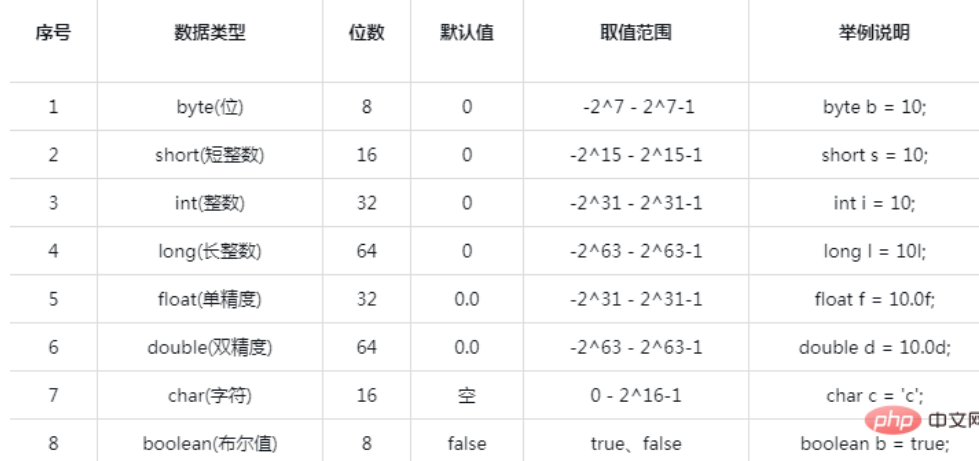 序号 数据类型 位数 默认值 取值范围 举例说明
1 byte(位) 8 0 -2^7 - 2^7-1 byte b = 10;
2 short(短整数) 16 0 -2^15 - 2^15-1 short s = 10;
3 int(整数) 32 0 -2^31 - 2^31-1 int i = 10;
4 long(长整数) 64 0 -2^63 - 2^63-1 long l = 10l;
5 float(单精度) 32 0.0 -2^31 - 2^31-1 float f = 10.0f;
6 double(双精度) 64 0.0 -2^63 - 2^63-1 double d = 10.0d;
7 char(字符) 16 空 0 - 2^16-1 char c = 'c';
php 中文网
8 boolean(布尔值) 8 false true、false boolean b = true;